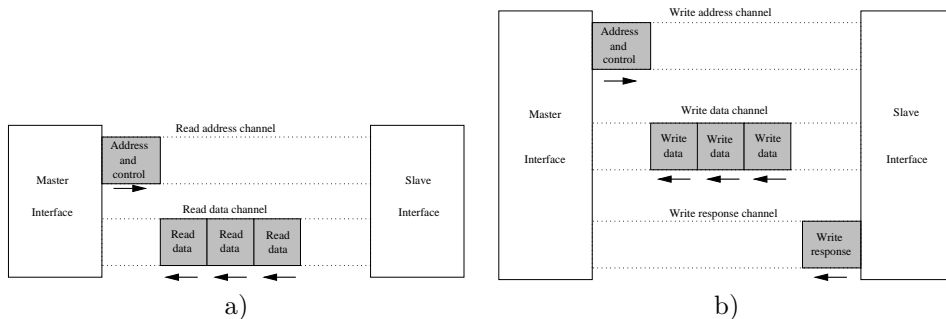 Read address channel
Address
and
control
Master
Interface
Slave
Interface
Read data channel
Read
data
Read
data
Read
data
a)
Write address channel
Address
and
control
Write data channel
Master
Interface
Slave
Interface
Write
data
Write
data
Write
data
Write response channel
Write
response
b)